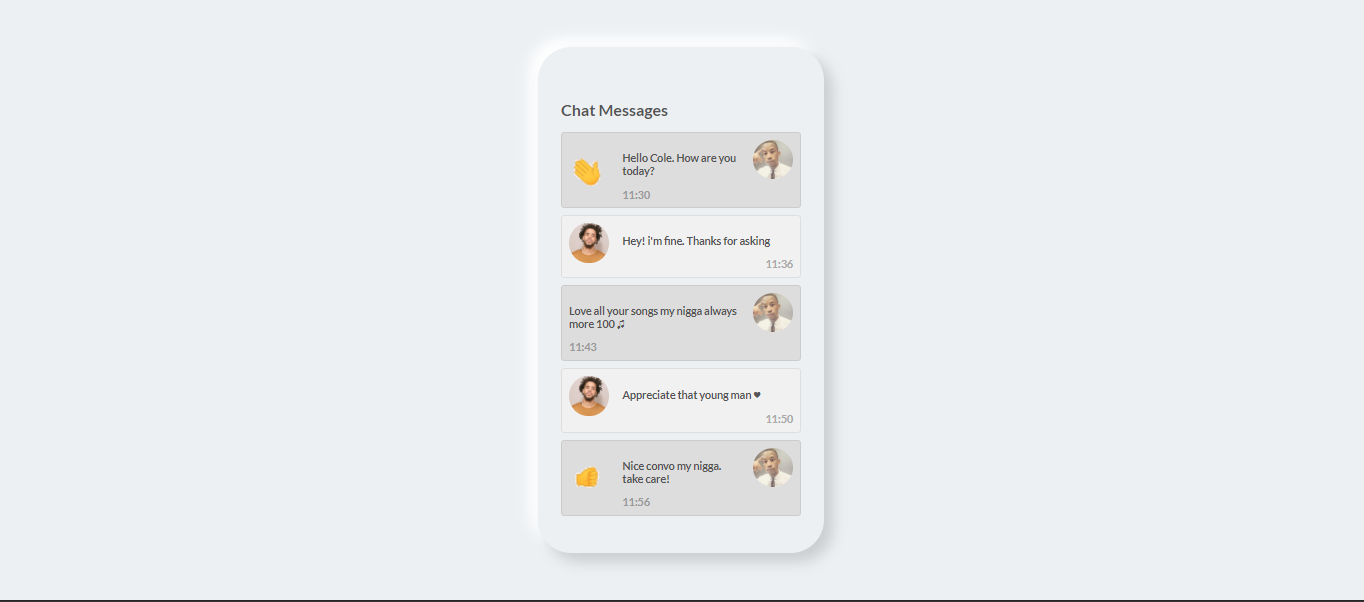 Chat Messages
Hello Cole. How are you
today?
11:30
Hey! i'm fine. Thanks for asking
11:36
Love all your songs my nigga always
more 100 ♫
11:43
Appreciate that young man ♥
11:50
Nice convo my nigga.
take care!
11:56